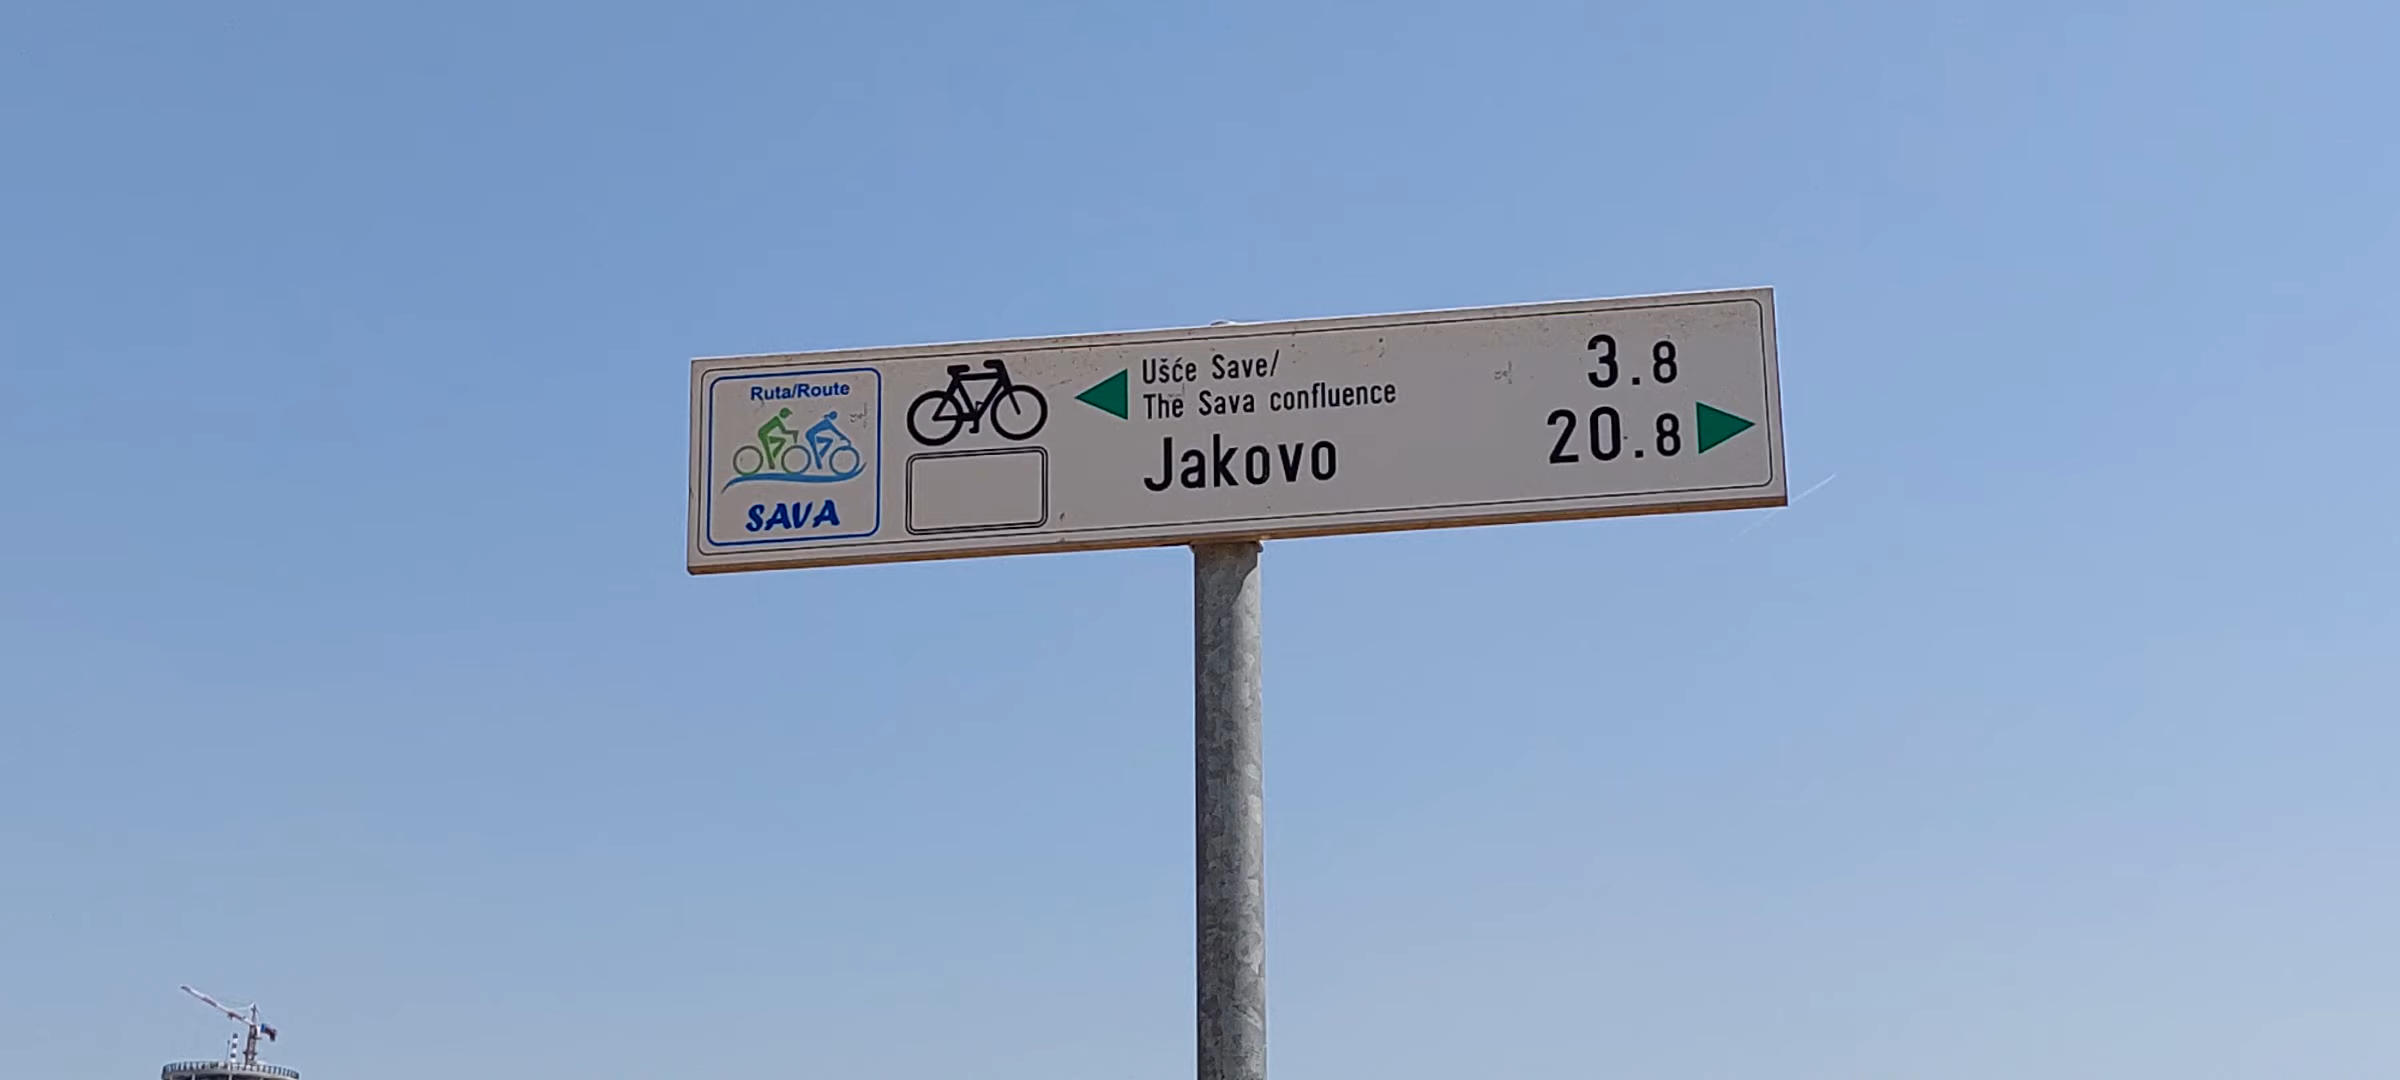 Ruta/Route
SAVA
Ušće Save/
The Sava confluence
3.8
Jakovo
20.8